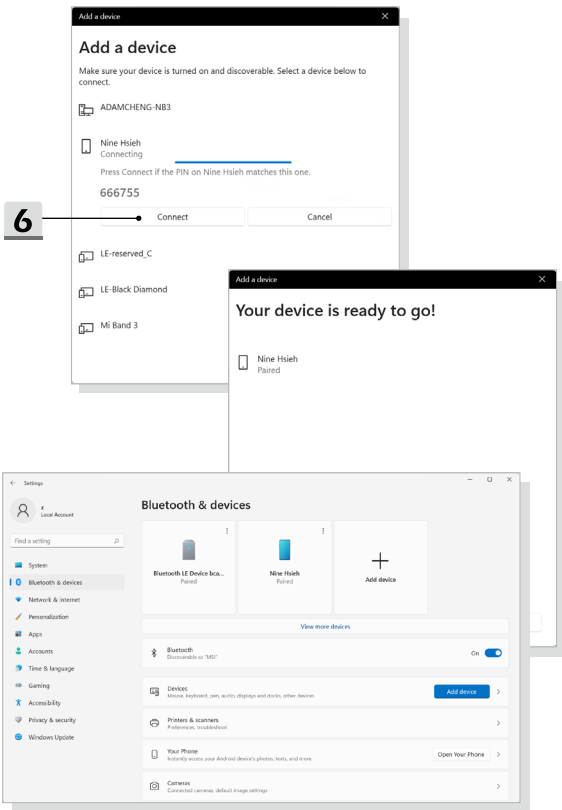 Add a device
Add a device
Make sure your device is turned on and discoverable. Select a device below to
connect.
ADAMCHENG-NB3
Nine Hsieh
Connecting
Press Connect if the PIN on Nine Hsieh matches this one.
666755
6
Connect
Cancel
LE-reserved_C
LE-Black Diamond
Mi Band 3
Add a device
Your device is ready to go!
Nine Hsieh
Paired
Settings
Local Account
Find a setting
System
Bluetooth & devices
Network & internet
Personalization
Apps
Accounts
Time & language
Gaming
Accessibility
Privacy & security
Windows Update
Bluetooth & devices
Bluetooth LE Device bca...
Paired
Nine Hsieh
Paired
Add device
View more devices
Bluetooth
Discoverable as "MSI"
On
Devices
Mouse, keyboard, pen, audio, displays and docks, other devices
Add device
Printers & scanners
Preferences, troubleshoot
Your Phone
Instantly access your Android device's photos, texts, and more
Open Your Phone
Cameras
Connected cameras, default image settings